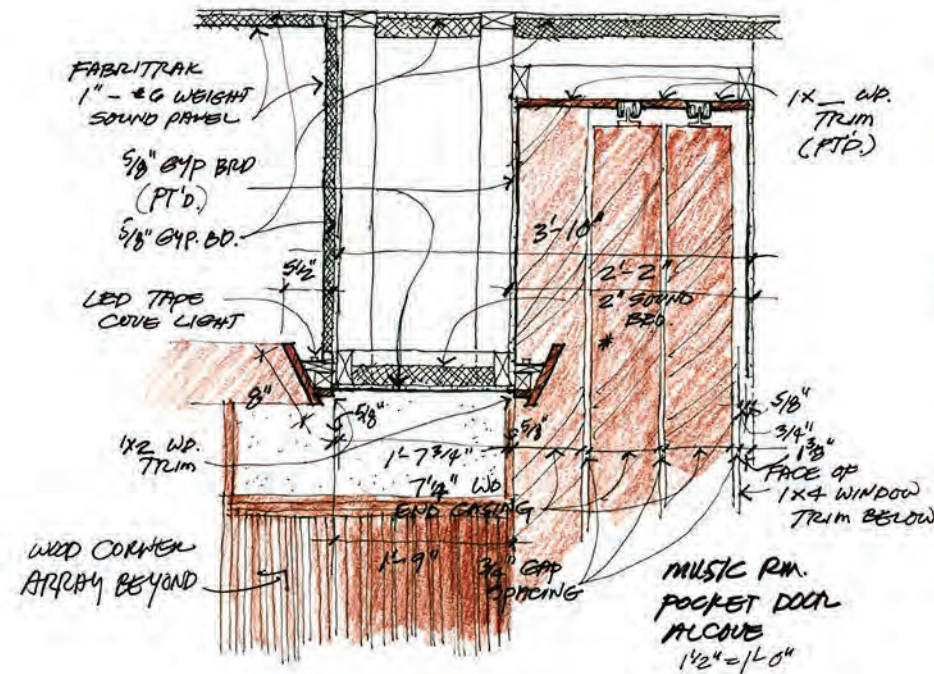 FABRITRAK
1" - #6 WEIGHT
SOUND PANEL
5/8" GYP BRD
(PT'D.)
5/8" GYP. BD.
5 1/2"
LED TAPE
COVE LIGHT
8"
1X2 WD.
TRIM
WOOD CORNER
ARRAY BEYOND
1X__ WD.
TRIM
(PT'D.)
3'-10"
2'-2"
2" SOUND
BRD.
*
5/8"
5/8"
1'-7 3/4"
7 1/4" WD
END CASING
1'-9"
3/4" GAP
SPACING
5/8"
3/4"
1 3/8"
FACE OF
1X4 WINDOW
TRIM BELOW
MUSIC RM.
POCKET DOOR
ALCOVE
1 1/2" = 1'-0"